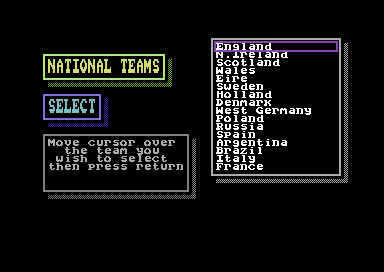 NATIONAL TEAMS
SELECT
Move cursor over
the team you
wish to select
then press return
England
N.Ireland
Scotland
Wales
Eire
Sweden
Holland
Denmark
West Germany
Poland
Russia
Spain
Argentina
Brazil
Italy
France